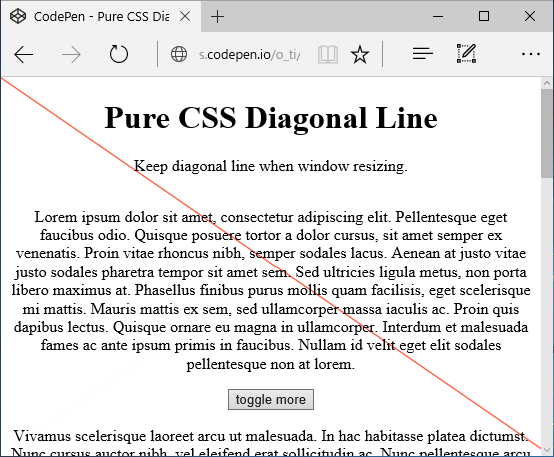 CodePen - Pure CSS Dia
s.codepen.io/o_ti/
Pure CSS Diagonal Line
Keep diagonal line when window resizing.
Lorem ipsum dolor sit amet, consectetur adipiscing elit. Pellentesque eget
faucibus odio. Quisque posuere tortor a dolor cursus, sit amet semper ex
venenatis. Proin vitae rhoncus nibh, semper sodales lacus. Aenean at justo vitae
justo sodales pharetra tempor sit amet sem. Sed ultricies ligula metus, non porta
libero maximus at. Phasellus finibus purus mollis quam facilisis, eget scelerisque
mi mattis. Mauris mattis ex sem, sed ullamcorper massa iaculis ac. Proin quis
dapibus lectus. Quisque ornare eu magna in ullamcorper. Interdum et malesuada
fames ac ante ipsum primis in faucibus. Nullam id velit eget elit sodales
pellentesque non at lorem.
toggle more
Vivamus scelerisque laoreet arcu ut malesuada. In hac habitasse platea dictumst.
Nunc cursus auctor nibh, vel eleifend erat sollicitudin ac. Nunc pellentesque arcu